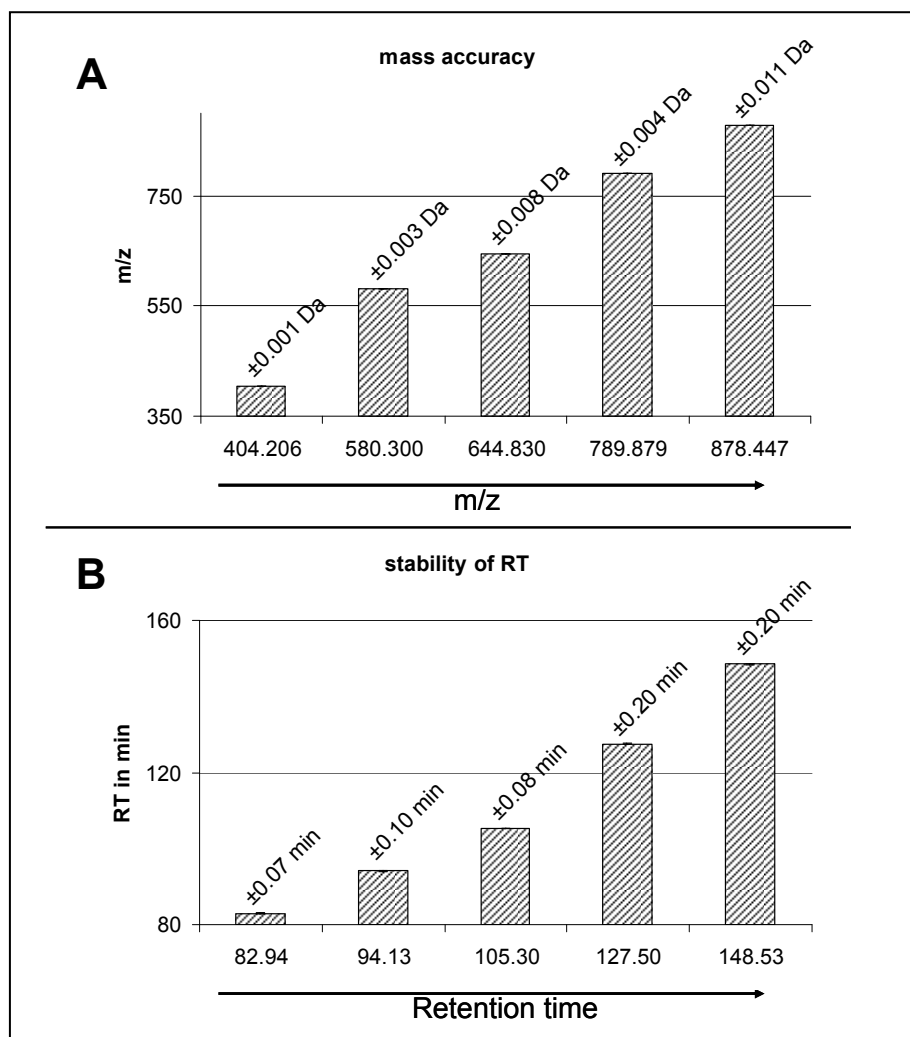 A
mass accuracy
±0.001 Da
±0.003 Da
±0.008 Da
±0.004 Da
±0.011 Da
750
550
350
m/z
404.206 580.300 644.830 789.879 878.447
m/z
B
stability of RT
±0.07 min
±0.10 min
±0.08 min
±0.20 min
±0.20 min
160
120
80
RT in min
82.94 94.13 105.30 127.50 148.53
Retention time